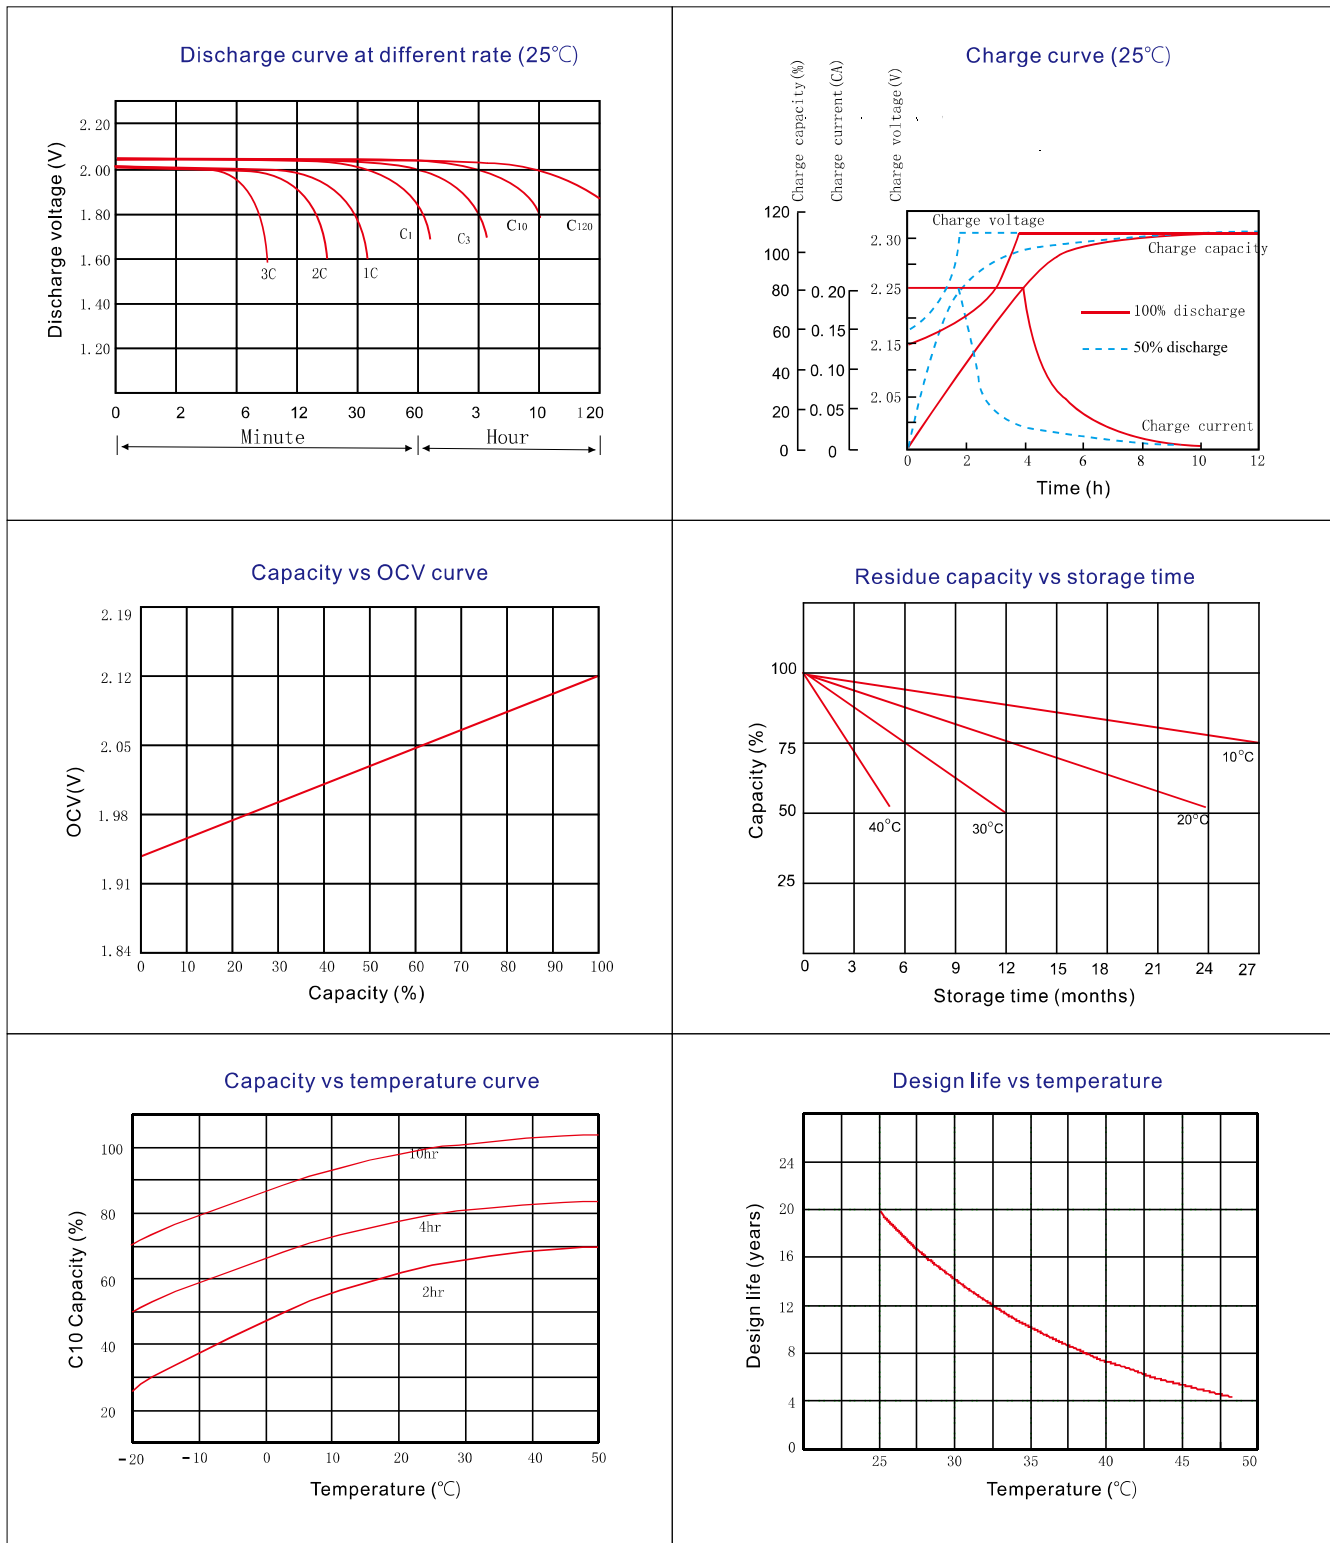 Discharge curve at different rate (25℃)
Discharge voltage (V)
2.20
2.00
1.80
1.60
1.40
1.20
3C
2C
1C
C1
C3
C10
C120
0 2 6 12 30 60 3 10 120
Minute
Hour
Charge curve (25℃)
Charge capacity(%)
Charge current(CA)
Charge voltage(V)
120
100
80
60
40
20
0
0.20
0.15
0.10
0.05
0
2.30
2.25
2.15
2.05
Charge voltage
Charge capacity
100% discharge
50% discharge
Charge current
0 2 4 6 8 10 12
Time (h)
Capacity vs OCV curve
OCV(V)
2.19
2.12
2.05
1.98
1.91
1.84
0 10 20 30 40 50 60 70 80 90 100
Capacity (%)
Residue capacity vs storage time
Capacity (%)
100
75
50
25
10°C
20°C
30°C
40°C
0 3 6 9 12 15 18 21 24 27
Storage time (months)
Capacity vs temperature curve
C10 Capacity (%)
100
80
60
40
20
10hr
4hr
2hr
-20 -10 0 10 20 30 40 50
Temperature (℃)
Design life vs temperature
Design life (years)
24
20
16
12
8
4
0
25 30 35 40 45 50
Temperature (℃)